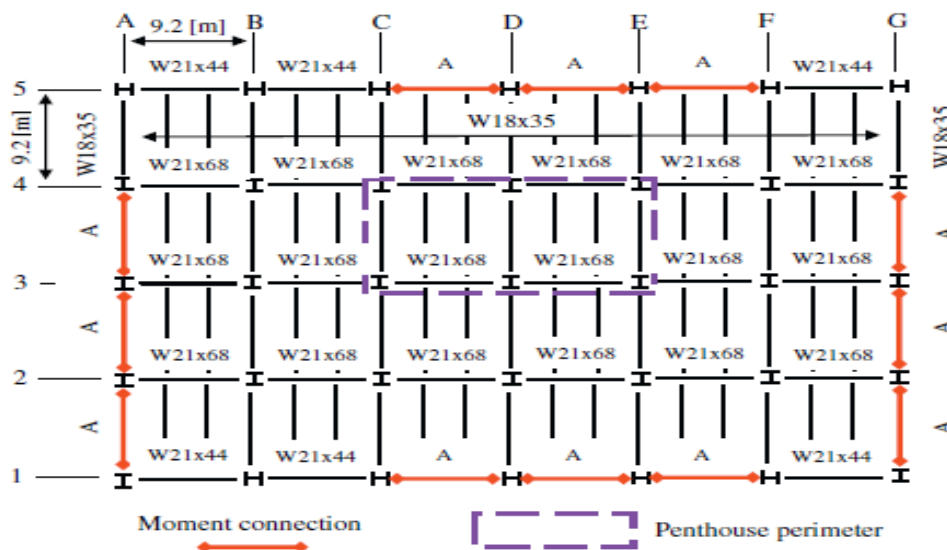 A B C D E F G
9.2 [m]
W21x44 W21x44 A A A W21x44
5
9.2 [m]
W18x35
W18x35
W18x35
W21x68 W21x68 W21x68 W21x68 W21x68 W21x68
4
A
A
W21x68 W21x68 W21x68 W21x68 W21x68 W21x68
3
A
A
W21x68 W21x68 W21x68 W21x68 W21x68 W21x68
2
A
A
W21x44 W21x44 A A A W21x44
1
Moment connection
Penthouse perimeter